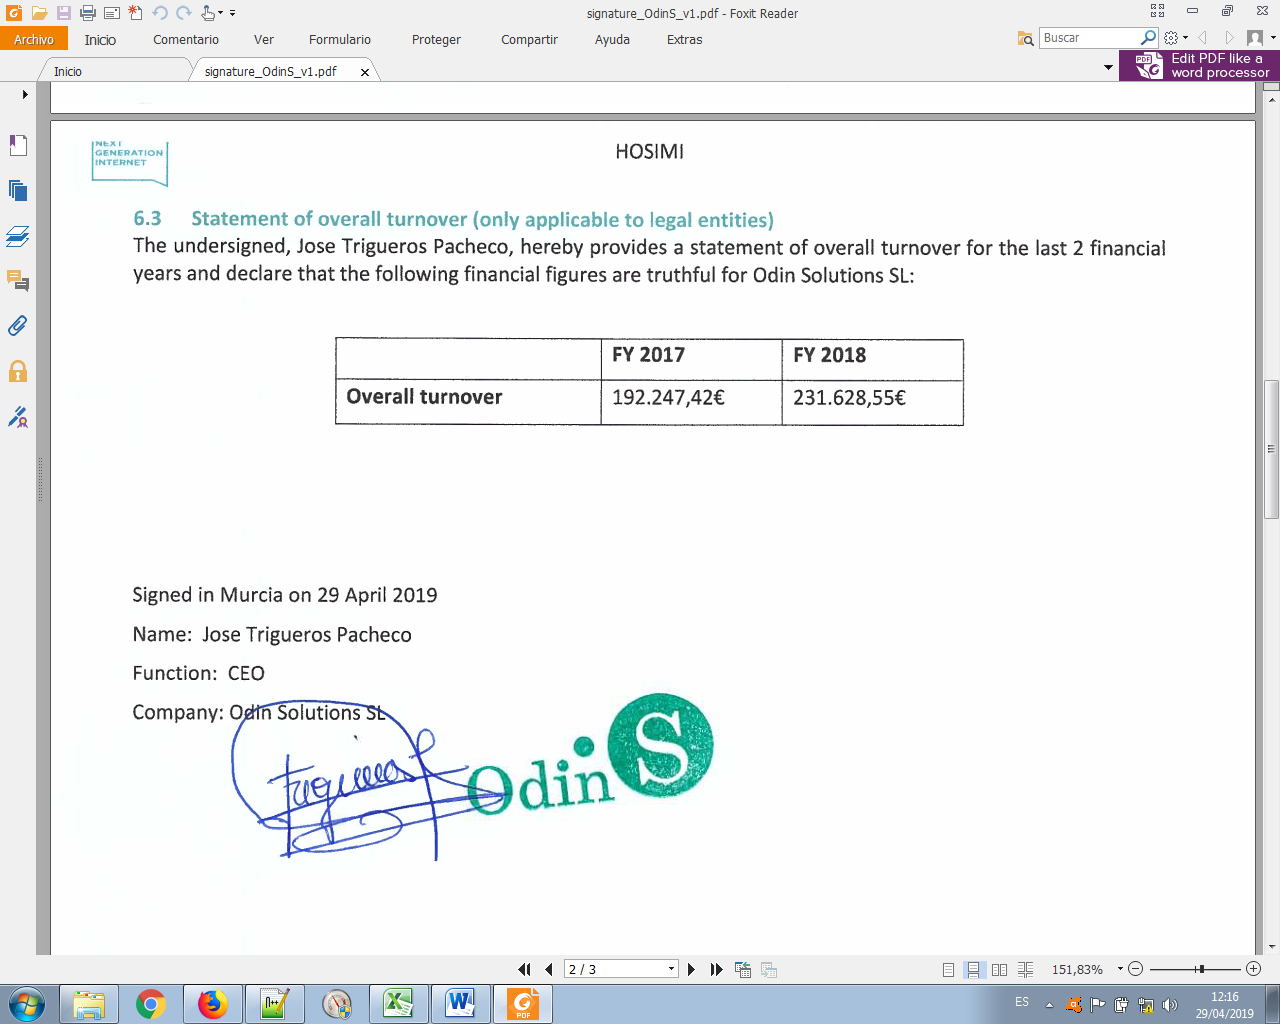 signature_OdinS_v1.pdf - Foxit Reader
Archivo Inicio Comentario Ver Formulario Proteger Compartir Ayuda Extras Buscar
Inicio signature_OdinS_v1.pdf
Edit PDF like a
word processor
NEXT
GENERATION
INTERNET
HOSIMI
6.3 Statement of overall turnover (only applicable to legal entities)
The undersigned, Jose Trigueros Pacheco, hereby provides a statement of overall turnover for the last 2 financial
years and declare that the following financial figures are truthful for Odin Solutions SL:
FY 2017 FY 2018
Overall turnover 192.247,42€ 231.628,55€
Signed in Murcia on 29 April 2019
Name: Jose Trigueros Pacheco
Function: CEO
Company: Odin Solutions SL
Trigueros
Odin S
2 / 3
151,83%
ES
12:16
29/04/2019